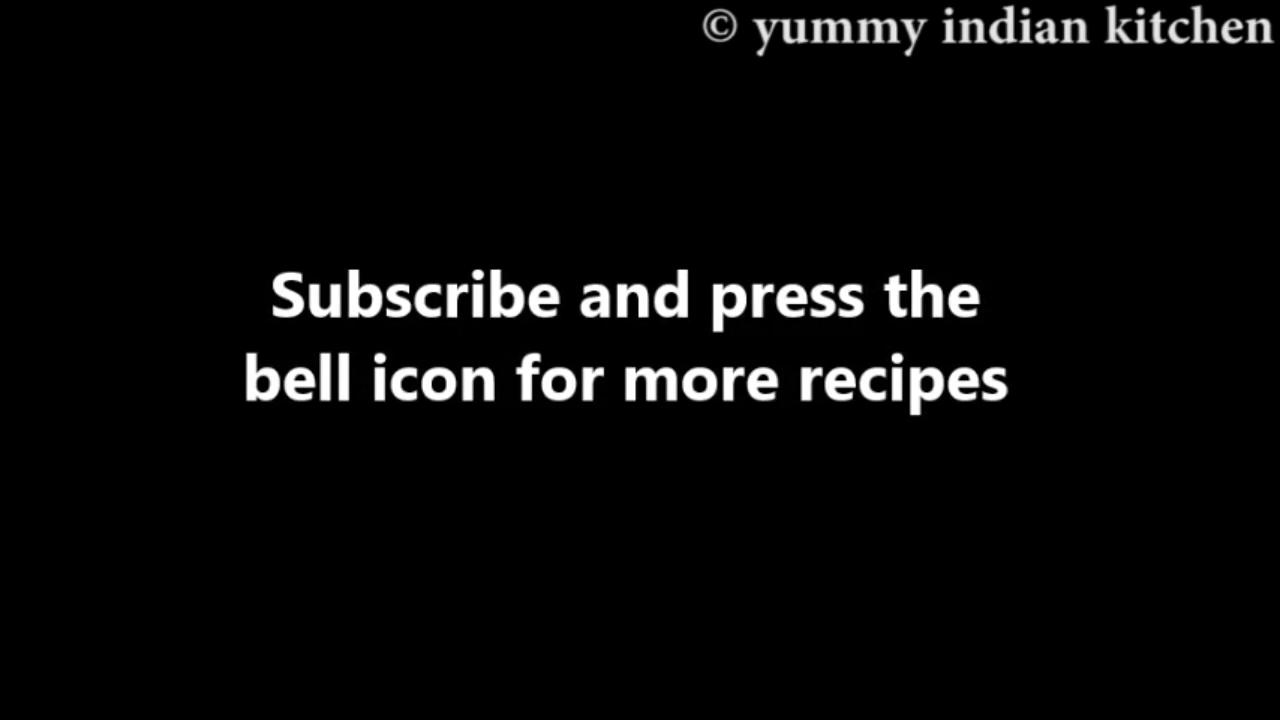 © yummy indian kitchen
Subscribe and press the
bell icon for more recipes